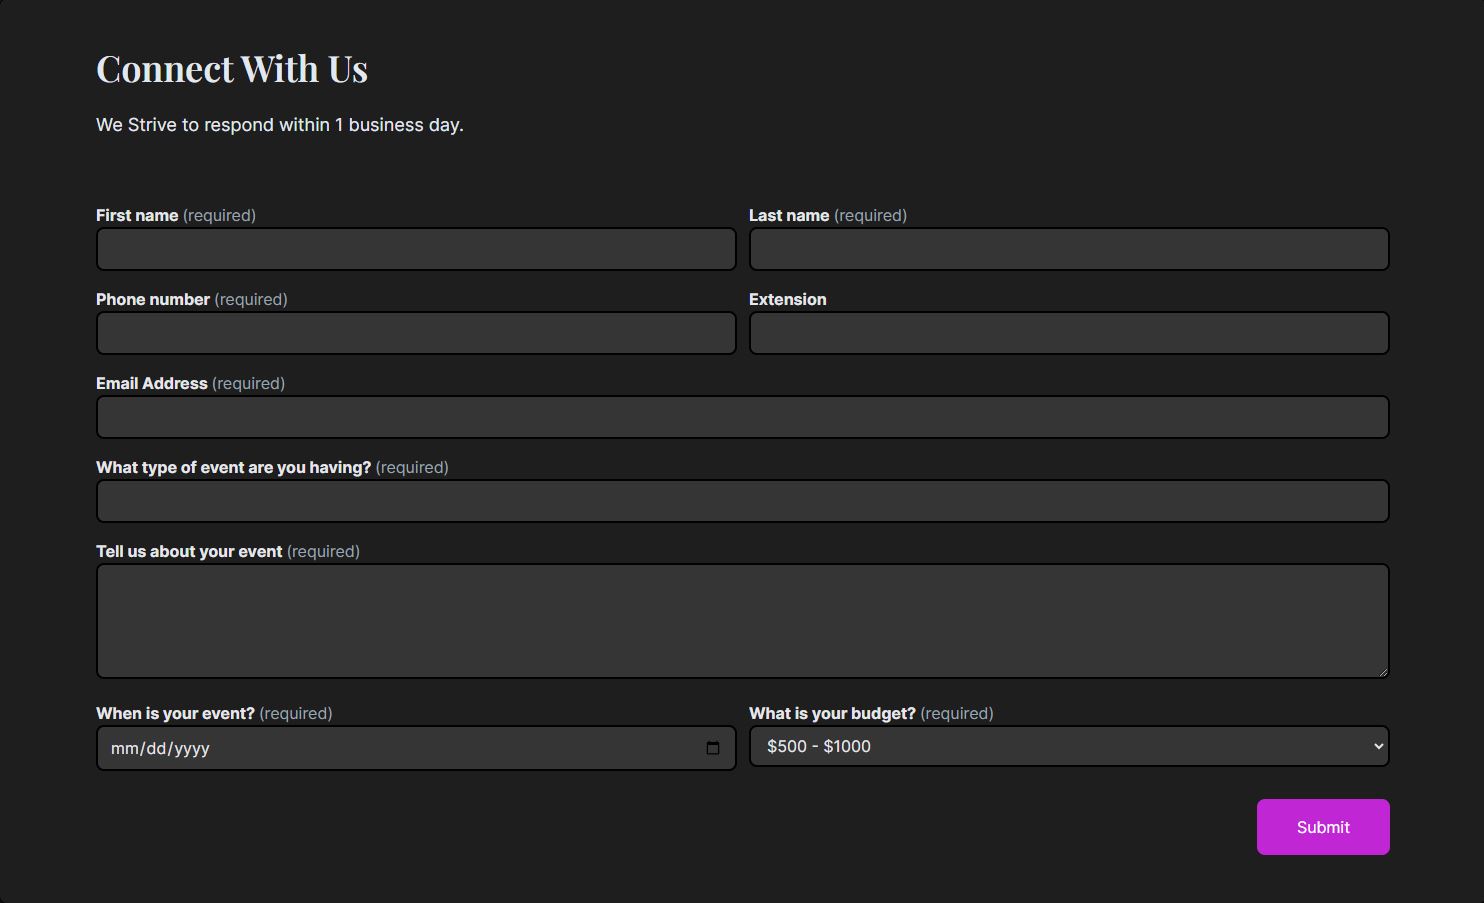 Connect With Us
We Strive to respond within 1 business day.
First name (required)
Last name (required)
Phone number (required)
Extension
Email Address (required)
What type of event are you having? (required)
Tell us about your event (required)
When is your event? (required)
What is your budget? (required)
mm/dd/yyyy
$500 - $1000
Submit